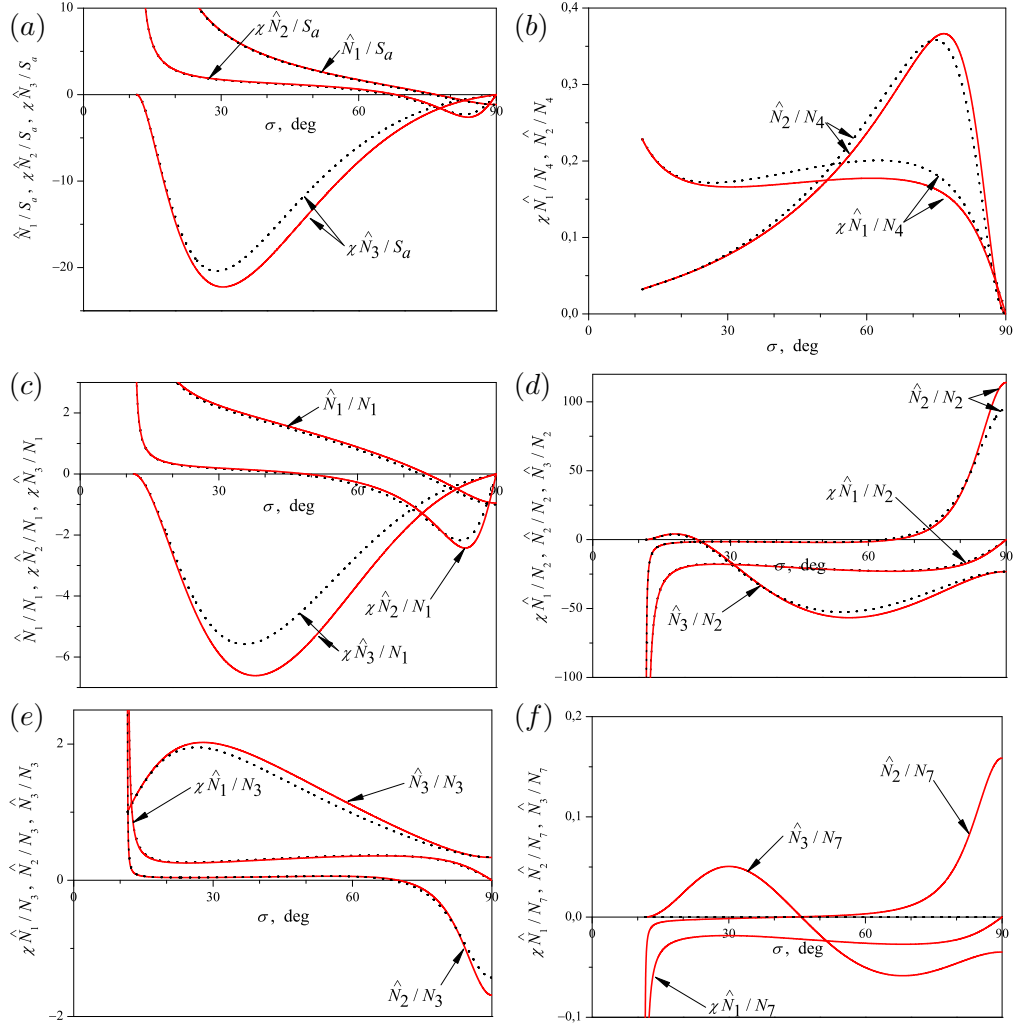 (a)
10
0
−10
−20
0
30
60
90
σ, deg
N̂1/Sa, χN̂2/Sa, χN̂3/Sa
χN̂2/Sa
N̂1/Sa
χN̂3/Sa
(b)
0,4
0,3
0,2
0,1
0,0
0
30
60
90
σ, deg
χN̂1/N4, N̂2/N4
N̂2/N4
χN̂1/N4
(c)
2
0
−2
−4
−6
0
30
60
90
σ, deg
N̂1/N1, χN̂2/N1, χN̂3/N1
N̂1/N1
χN̂2/N1
χN̂3/N1
(d)
100
50
0
−50
−100
0
30
60
90
σ, deg
χN̂1/N2, N̂2/N2, N̂3/N2
N̂2/N2
χN̂1/N2
N̂3/N2
(e)
2
0
−2
0
30
60
90
σ, deg
χN̂1/N3, N̂2/N3, N̂3/N3
χN̂1/N3
N̂3/N3
N̂2/N3
(f)
0,2
0,1
0,0
−0,1
0
30
60
90
σ, deg
χN̂1/N7, N̂2/N7, N̂3/N7
N̂2/N7
N̂3/N7
χN̂1/N7